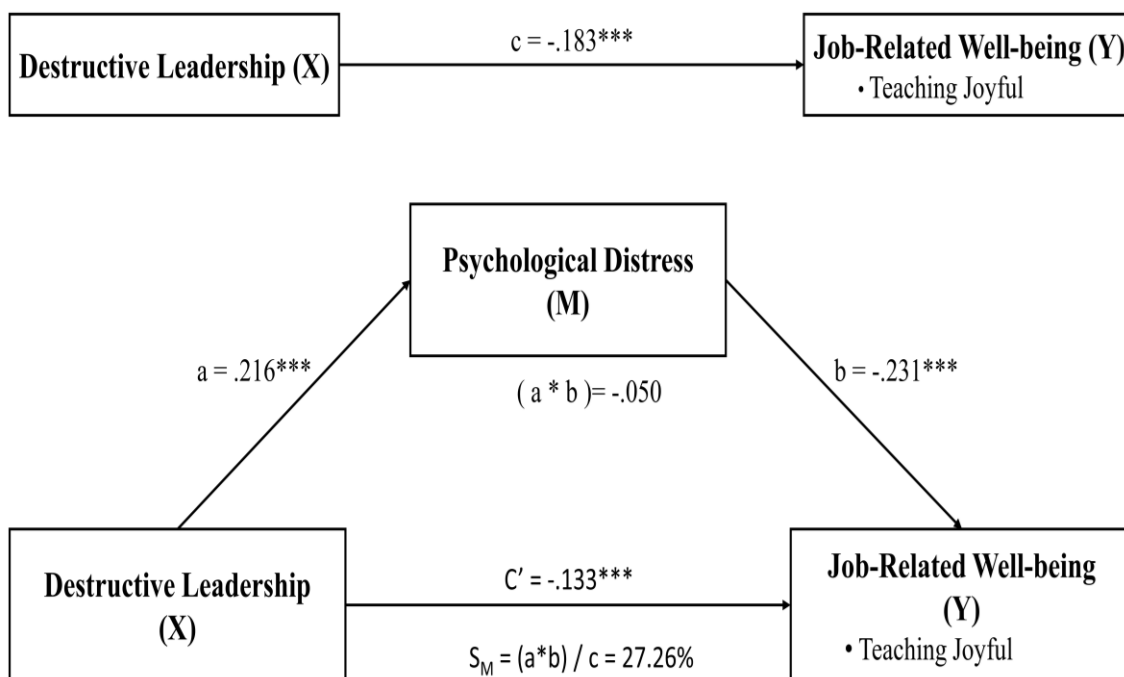 c = -.183***
Destructive Leadership (X)
Job-Related Well-being (Y)
• Teaching Joyful
Psychological Distress
(M)
a = .216***
( a * b )= -.050
b = -.231***
Destructive Leadership
(X)
C’ = -.133***
S_M = (a*b) / c = 27.26%
Job-Related Well-being
(Y)
• Teaching Joyful